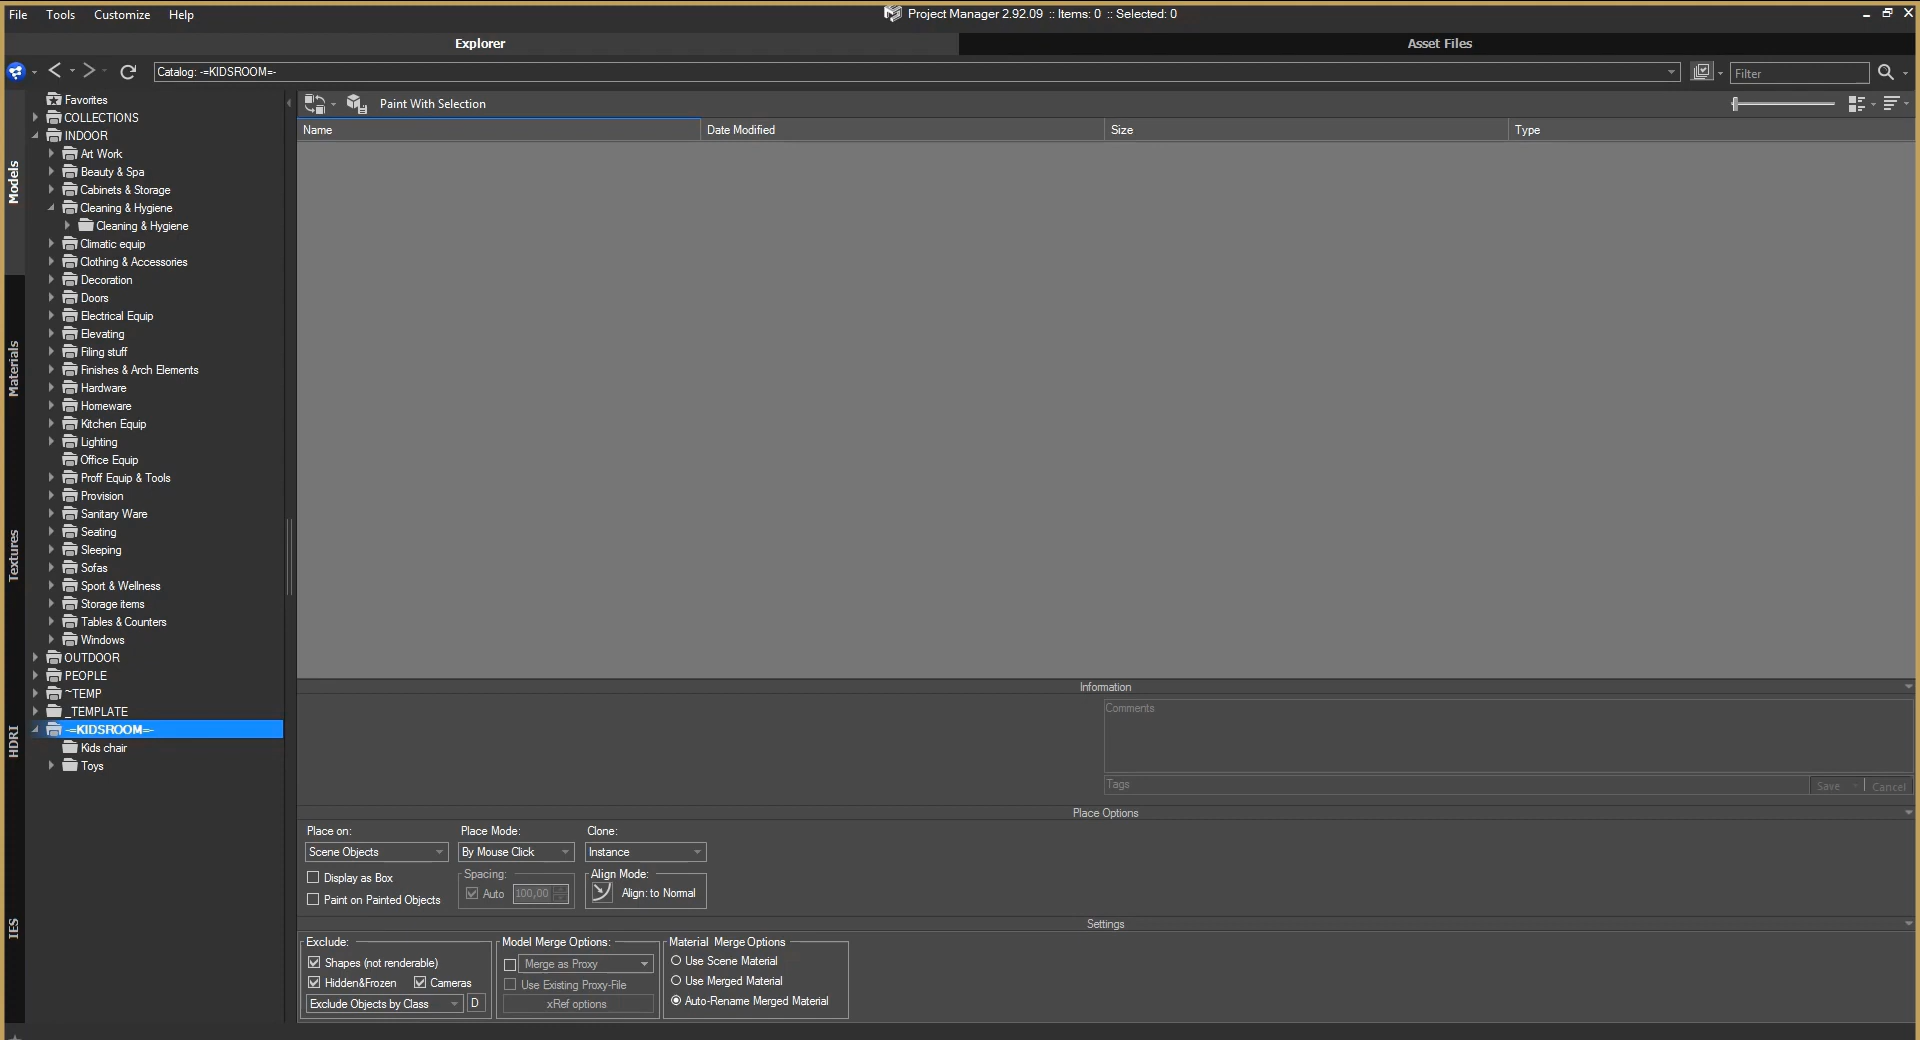 File Tools Customize Help
Project Manager 2.92.09 :: Items: 0 :: Selected: 0
Explorer
Asset Files
Catalog: -=KIDSROOM=-
Filter
Models
Materials
Textures
HDRI
IES
Favorites
COLLECTIONS
INDOOR
Art Work
Beauty & Spa
Cabinets & Storage
Cleaning & Hygiene
Cleaning & Hygiene
Climatic equip
Clothing & Accessories
Decoration
Doors
Electrical Equip
Elevating
Filing stuff
Finishes & Arch Elements
Hardware
Homeware
Kitchen Equip
Lighting
Office Equip
Proff Equip & Tools
Provision
Sanitary Ware
Seating
Sleeping
Sofas
Sport & Wellness
Storage items
Tables & Counters
Windows
OUTDOOR
PEOPLE
~TEMP
_TEMPLATE
-=KIDSROOM=-
Kids chair
Toys
Paint With Selection
Name Date Modified Size Type
Information
Comments
Tags
Save Cancel
Place Options
Place on: Place Mode: Clone:
Scene Objects By Mouse Click Instance
Display as Box
Paint on Painted Objects
Spacing:
Auto 100,00
Align Mode:
Align: to Normal
Settings
Exclude:
Shapes (not renderable)
Hidden&Frozen Cameras
Exclude Objects by Class D
Model Merge Options:
Merge as Proxy
Use Existing Proxy-File
xRef options
Material Merge Options
Use Scene Material
Use Merged Material
Auto-Rename Merged Material